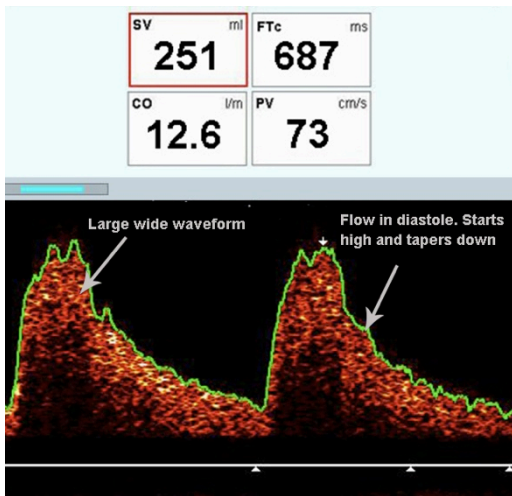 SV ml
251
FTc ms
687
CO l/m
12.6
PV cm/s
73
Large wide waveform
Flow in diastole. Starts
high and tapers down